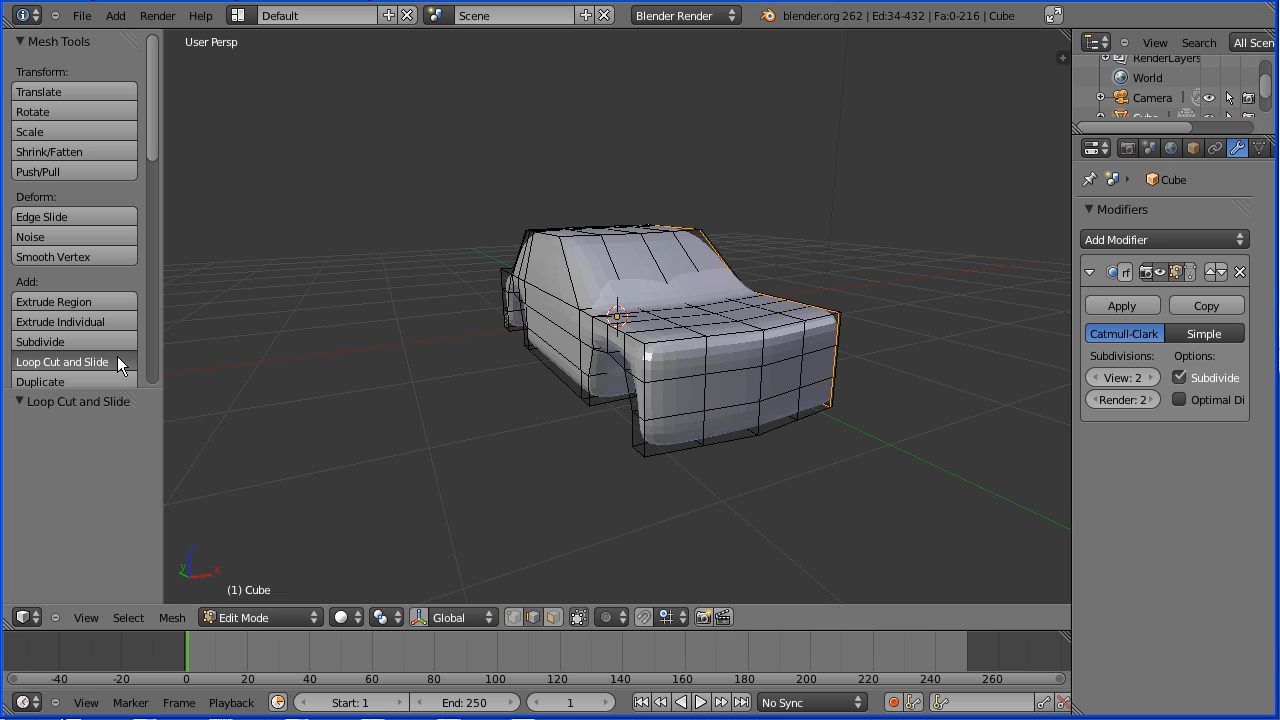 File Add Render Help Default Scene Blender Render blender.org 262 | Ed:34-432 | Fa:0-216 | Cube
Mesh Tools
Transform:
Translate
Rotate
Scale
Shrink/Fatten
Push/Pull
Deform:
Edge Slide
Noise
Smooth Vertex
Add:
Extrude Region
Extrude Individual
Subdivide
Loop Cut and Slide
Duplicate
Loop Cut and Slide
User Persp
z
y
x
(1) Cube
View Search All Scen
RenderLayers
World
Camera
Cube
Cube
Modifiers
Add Modifier
rf
Apply Copy
Catmull-Clark Simple
Subdivisions: Options:
View: 2 Subdivide
Render: 2 Optimal Di
View Select Mesh Edit Mode Global
-40 -20 0 20 40 60 80 100 120 140 160 180 200 220 240 260
View Marker Frame Playback Start: 1 End: 250 1 No Sync